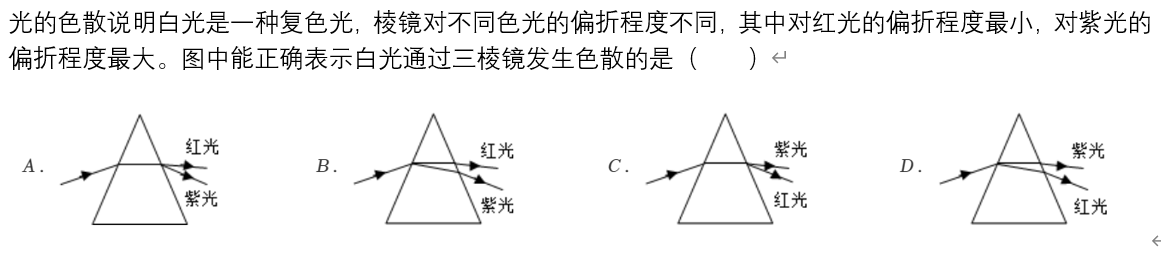 光的色散说明白光是一种复色光，棱镜对不同色光的偏折程度不同，其中对红光的偏折程度最小，对紫光的
偏折程度最大。图中能正确表示白光通过三棱镜发生色散的是（　　）↵
A． 红光 紫光
B． 红光 紫光
C． 紫光 红光
D． 紫光 红光